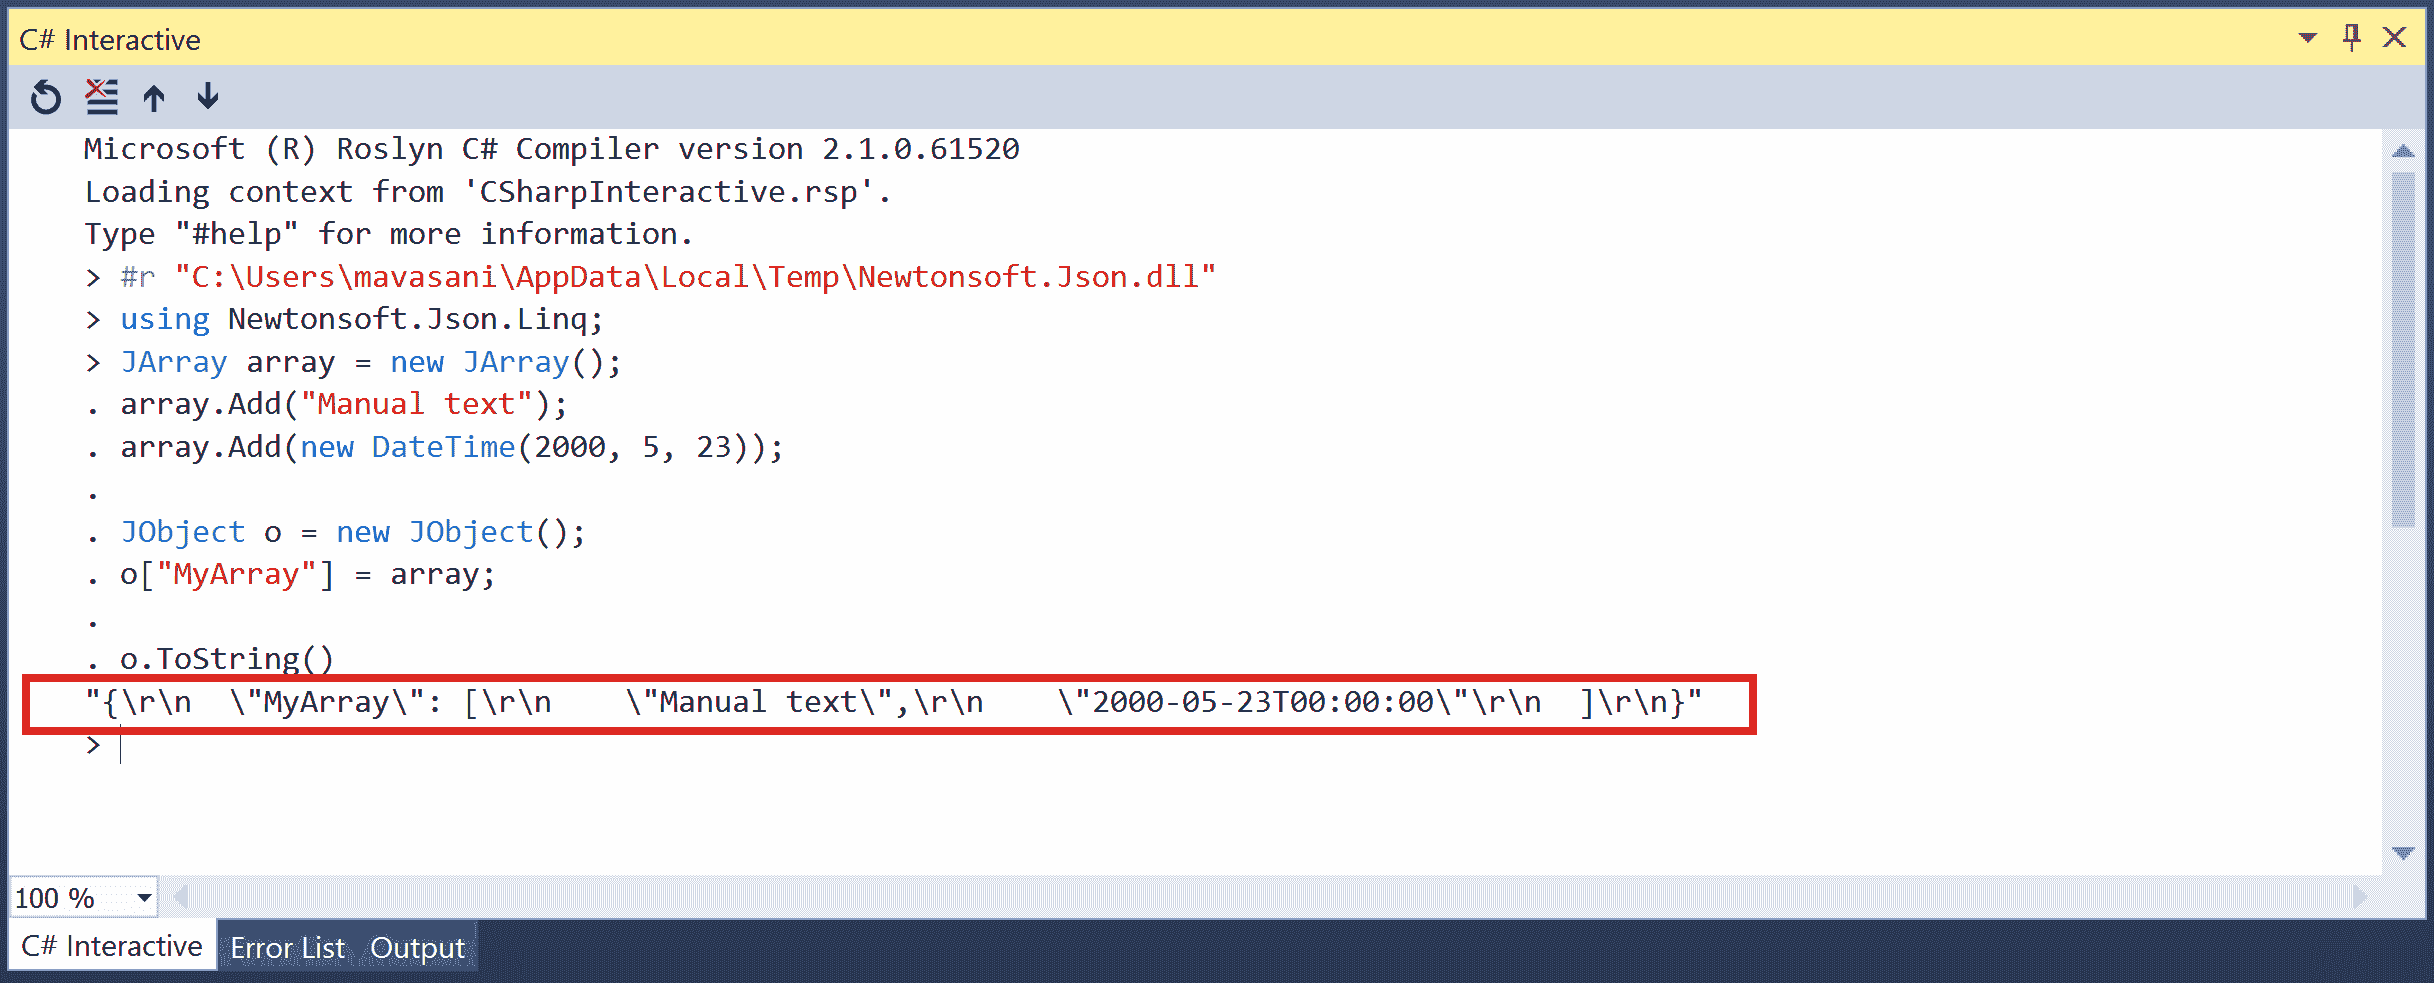 C# Interactive
Microsoft (R) Roslyn C# Compiler version 2.1.0.61520
Loading context from 'CSharpInteractive.rsp'.
Type "#help" for more information.
> #r "C:\Users\mavasani\AppData\Local\Temp\Newtonsoft.Json.dll"
> using Newtonsoft.Json.Linq;
> JArray array = new JArray();
. array.Add("Manual text");
. array.Add(new DateTime(2000, 5, 23));
.
. JObject o = new JObject();
. o["MyArray"] = array;
.
. o.ToString()
"{\r\n  \"MyArray\": [\r\n    \"Manual text\",\r\n    \"2000-05-23T00:00:00\"\r\n  ]\r\n}"
>
100 %
C# Interactive Error List Output